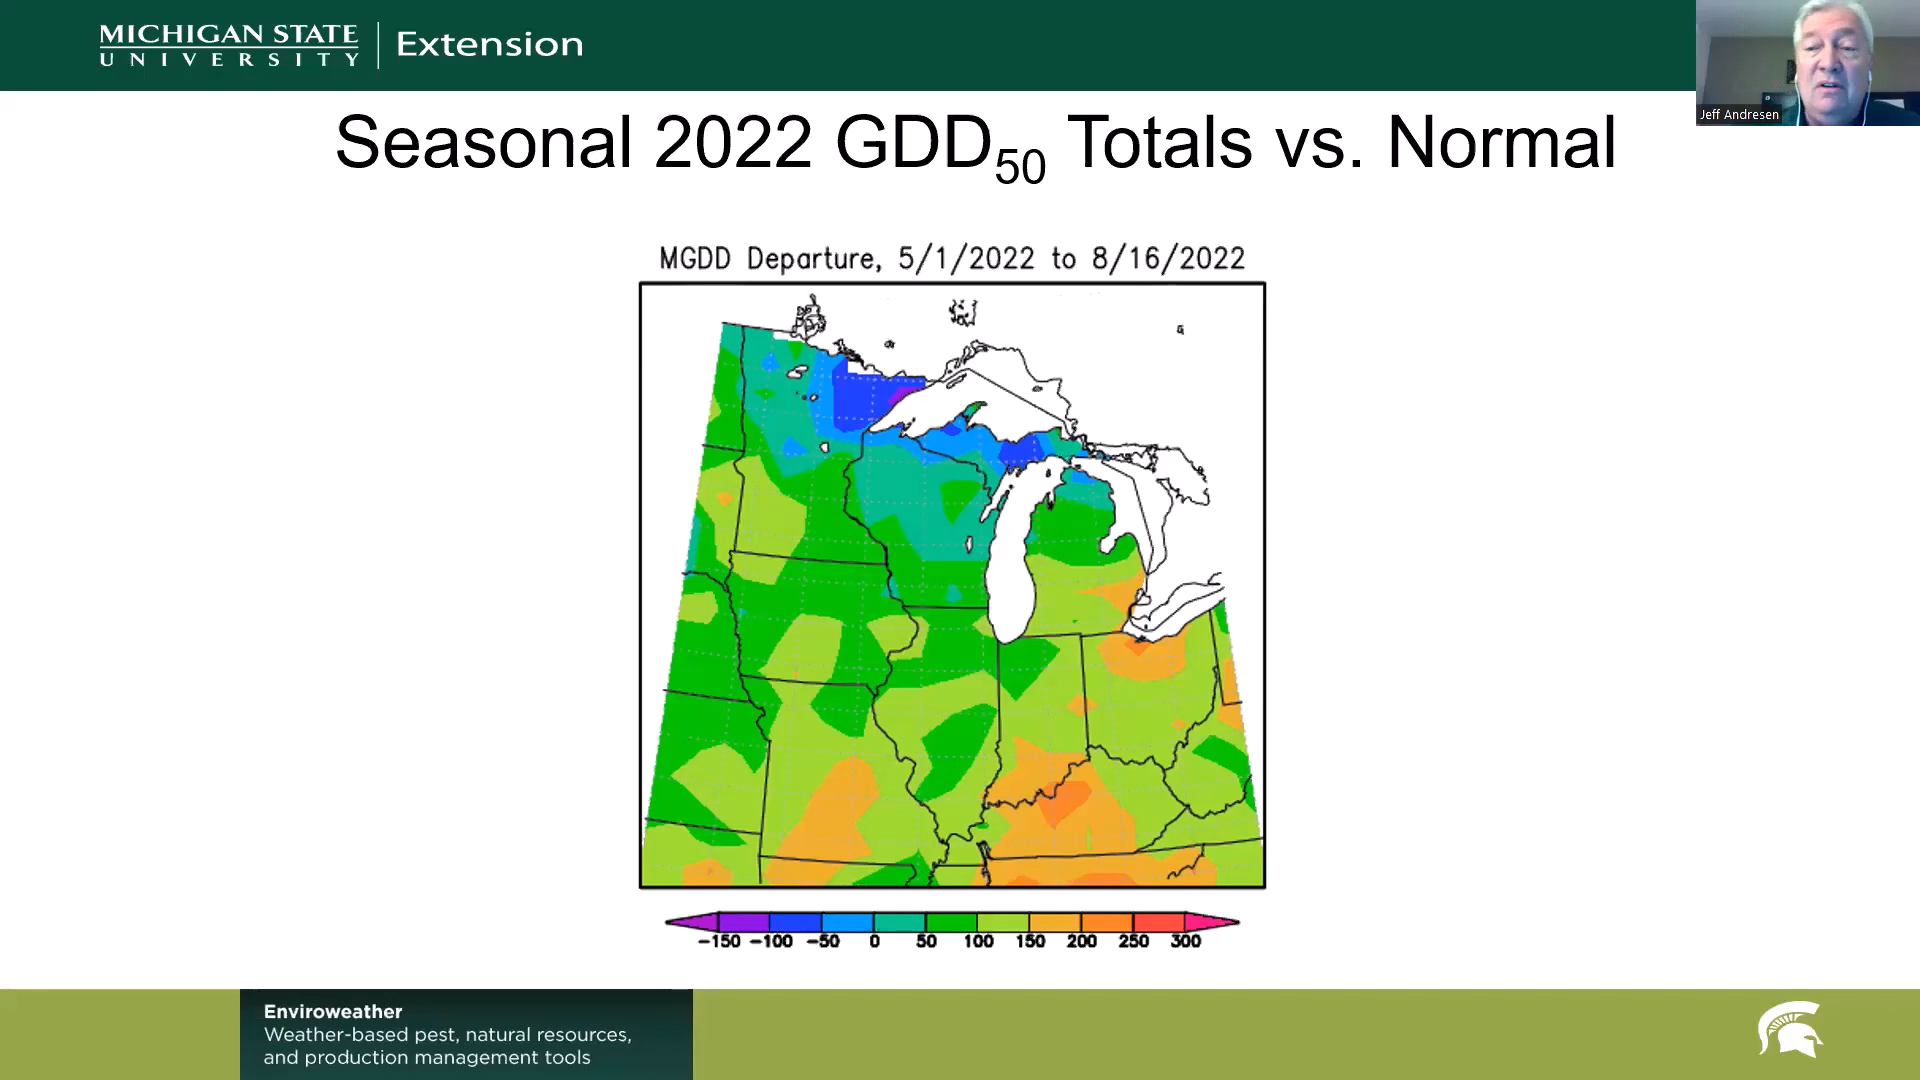 MICHIGAN STATE
UNIVERSITY
Extension
Jeff Andresen
Seasonal 2022 GDD50 Totals vs. Normal
MGDD Departure, 5/1/2022 to 8/16/2022
-150 -100 -50 0 50 100 150 200 250 300
Enviroweather
Weather-based pest, natural resources,
and production management tools